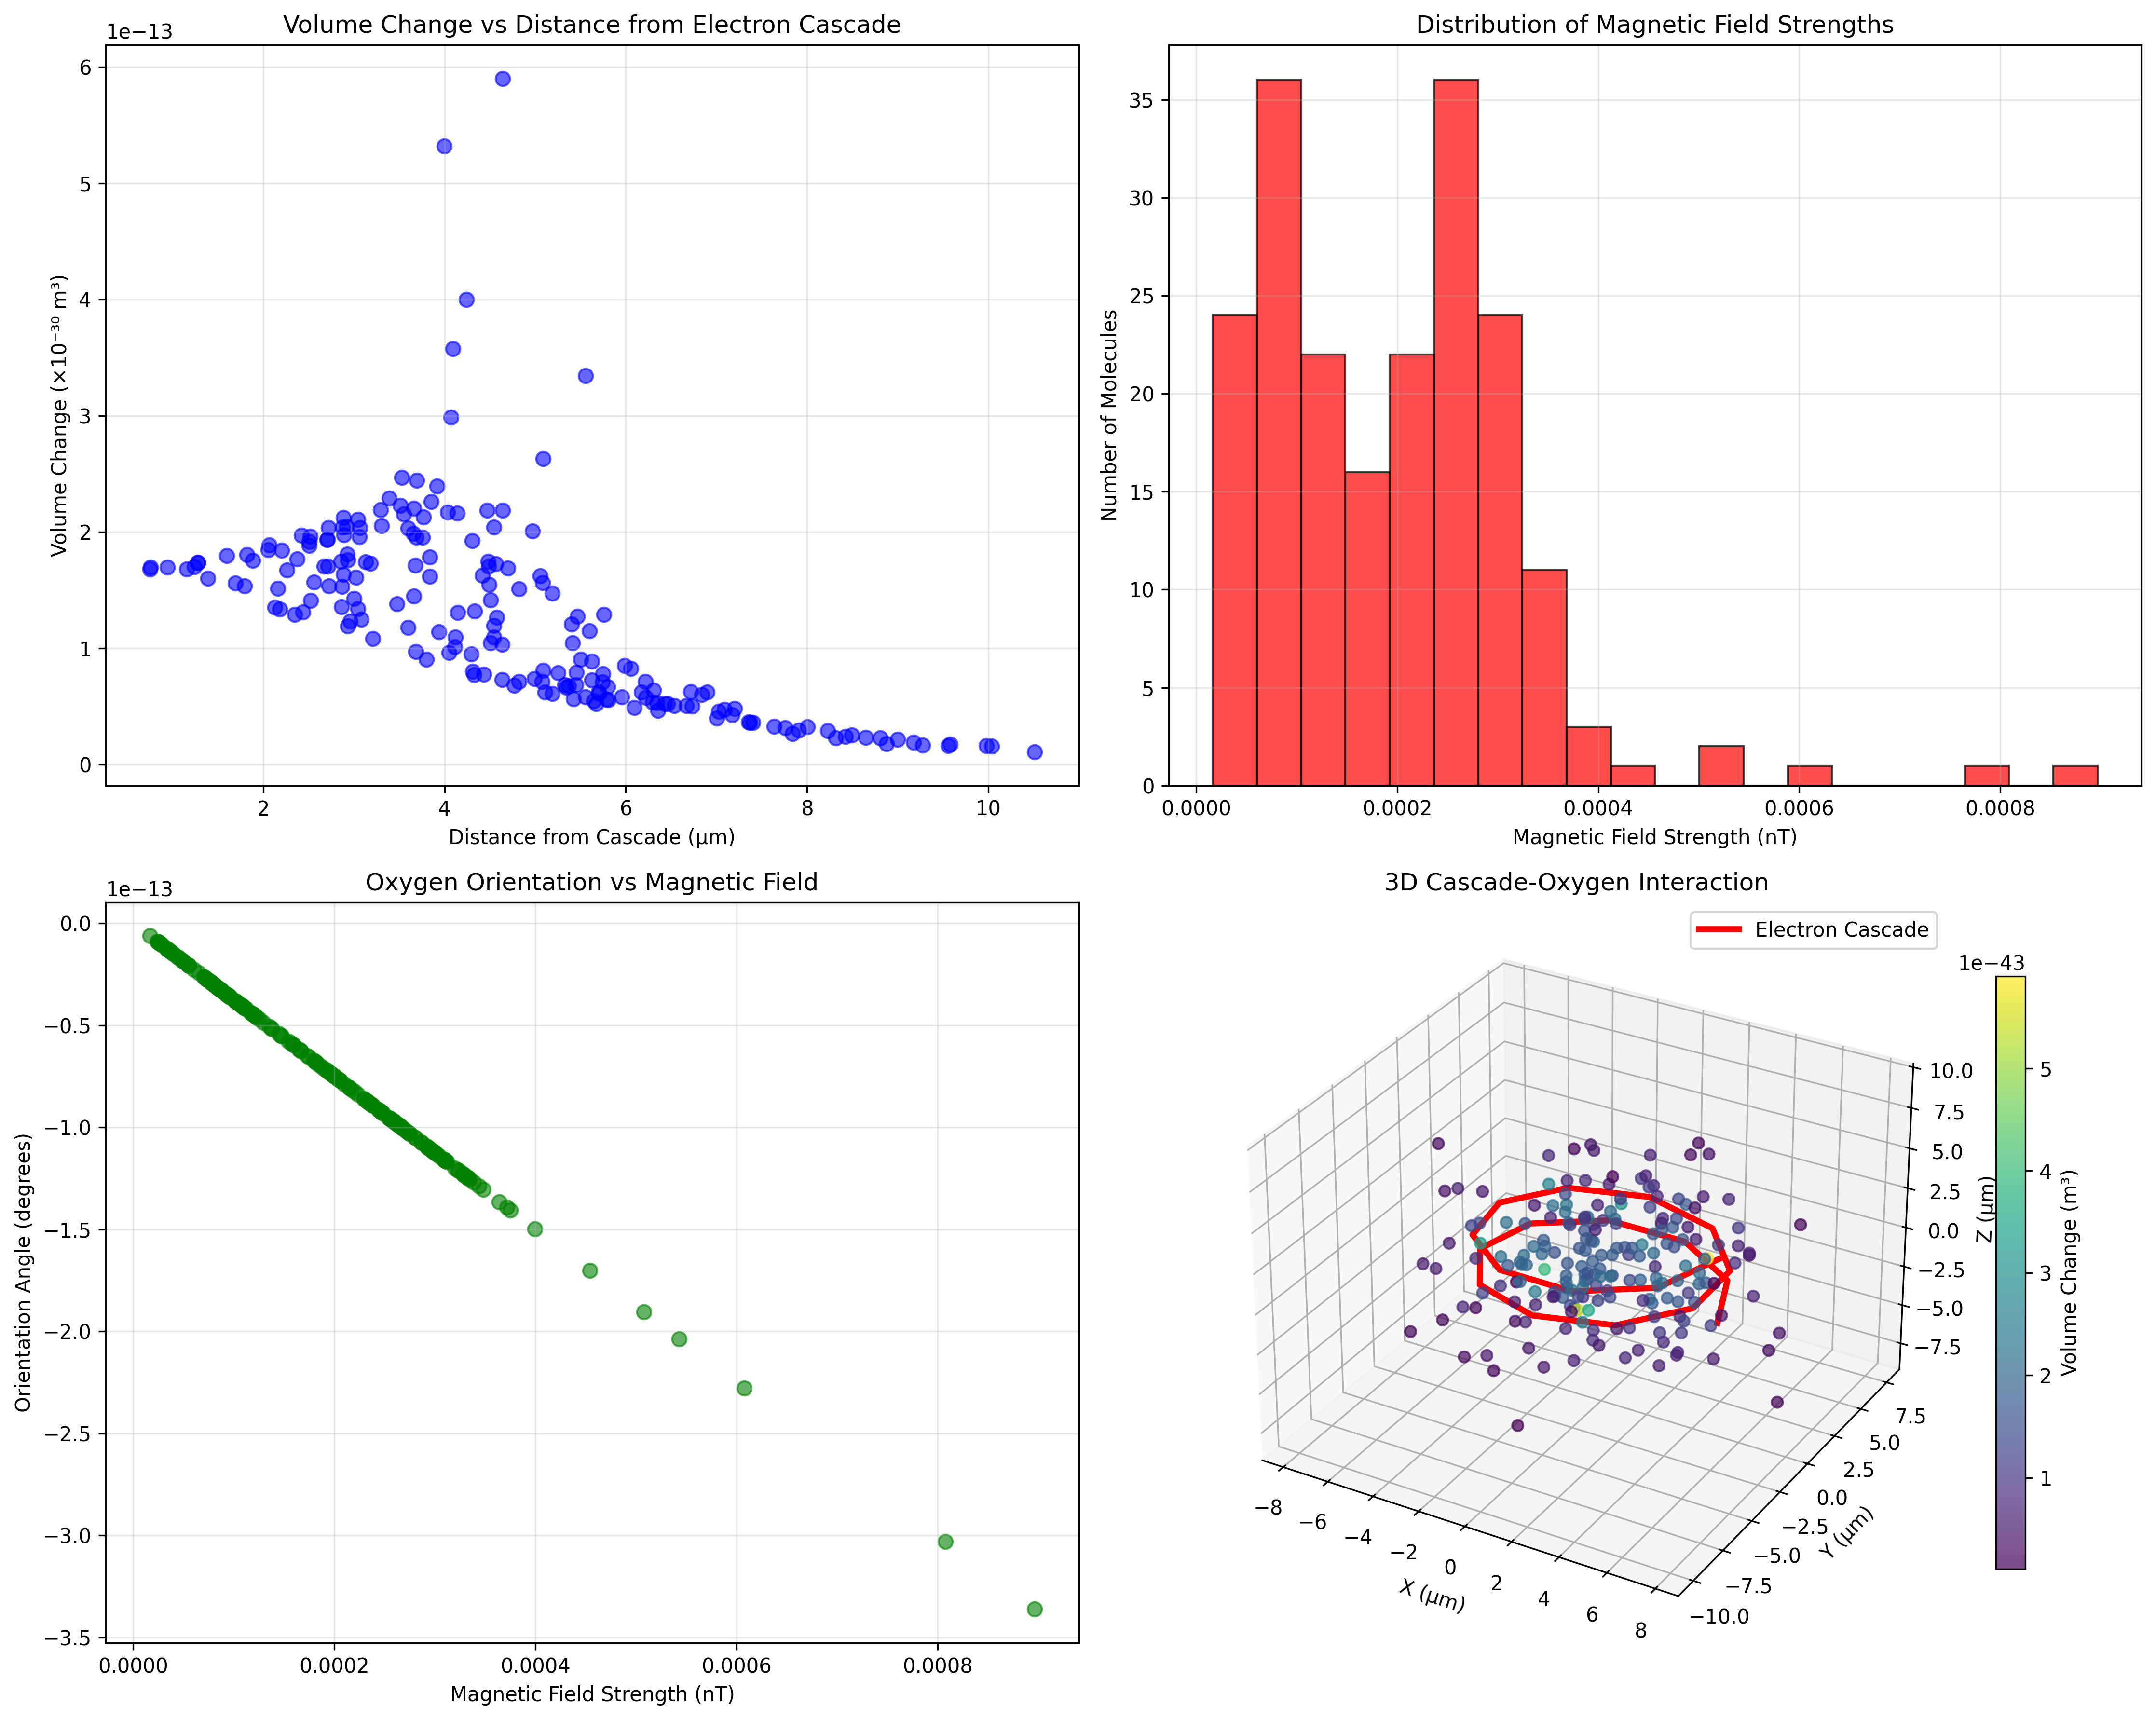 Volume Change vs Distance from Electron Cascade
1e−13
6
5
4
3
2
1
0
Volume Change (×10⁻³⁰ m³)
2 4 6 8 10
Distance from Cascade (μm)
Distribution of Magnetic Field Strengths
35
30
25
20
15
10
5
0
Number of Molecules
0.0000 0.0002 0.0004 0.0006 0.0008
Magnetic Field Strength (nT)
Oxygen Orientation vs Magnetic Field
1e−13
0.0
−0.5
−1.0
−1.5
−2.0
−2.5
−3.0
−3.5
Orientation Angle (degrees)
0.0000 0.0002 0.0004 0.0006 0.0008
Magnetic Field Strength (nT)
3D Cascade-Oxygen Interaction
Electron Cascade
10.0
7.5
5.0
2.5
0.0
−2.5
−5.0
−7.5
Z (μm)
7.5
5.0
2.5
0.0
−2.5
−5.0
−7.5
−10.0
Y (μm)
−8
−6
−4
−2
0
2
4
6
8
X (μm)
1e−43
5
4
3
2
1
Volume Change (m³)